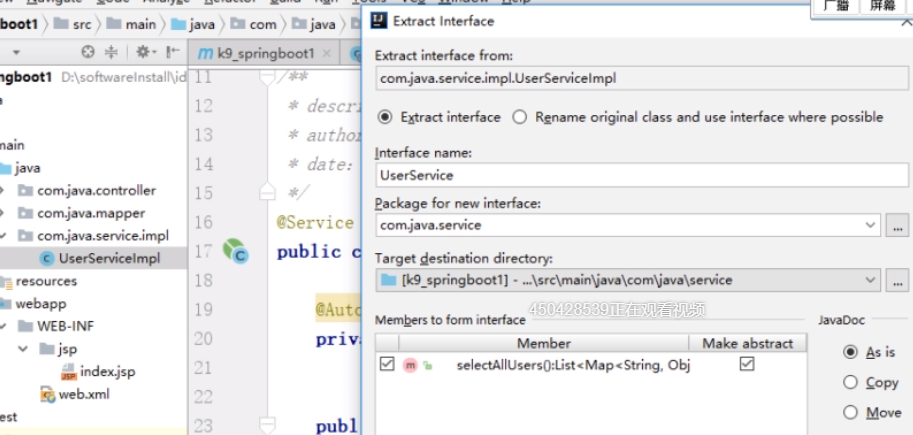 Extract Interface
广播 屏幕
ngboot1 src main java com java
ngboot1 D:\softwareInstall\id
main
java
com.java.controller
com.java.mapper
com.java.service.impl
UserServiceImpl
resources
webapp
WEB-INF
jsp
index.jsp
web.xml
est
k9_springboot1
11 /**
12 * descri
13 * author
14 * date:
15 */
16 @Service
17 public c
18
19 @Auto
20 priva
21
22
23 publ
Extract interface from:
com.java.service.impl.UserServiceImpl
Extract interface Rename original class and use interface where possible
Interface name:
UserService
Package for new interface:
com.java.service
...
Target destination directory:
[k9_springboot1] - ...\src\main\java\com\java\service
...
450428539正在观看视频
Members to form interface
Member Make abstract
selectAllUsers():List<Map<String, Obj
JavaDoc
As is
Copy
Move